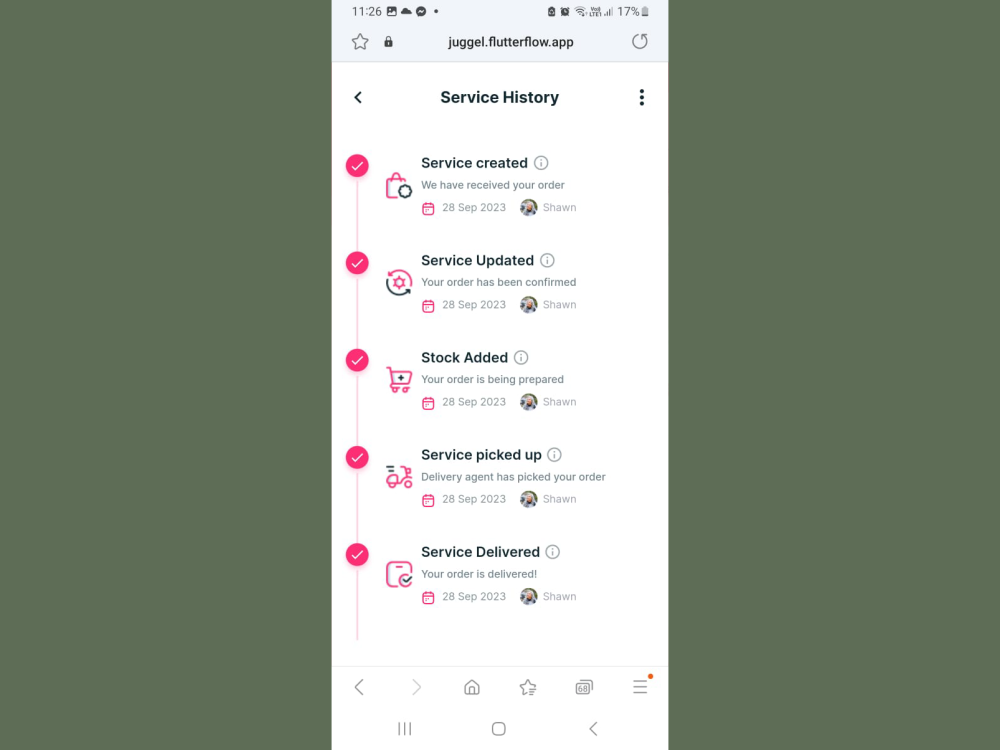 11:26
Vo))
LTE1
17%
juggel.flutterflow.app
Service History
Service created
We have received your order
28 Sep 2023 Shawn
Service Updated
Your order has been confirmed
28 Sep 2023 Shawn
Stock Added
Your order is being prepared
28 Sep 2023 Shawn
Service picked up
Delivery agent has picked your order
28 Sep 2023 Shawn
Service Delivered
Your order is delivered!
28 Sep 2023 Shawn
68